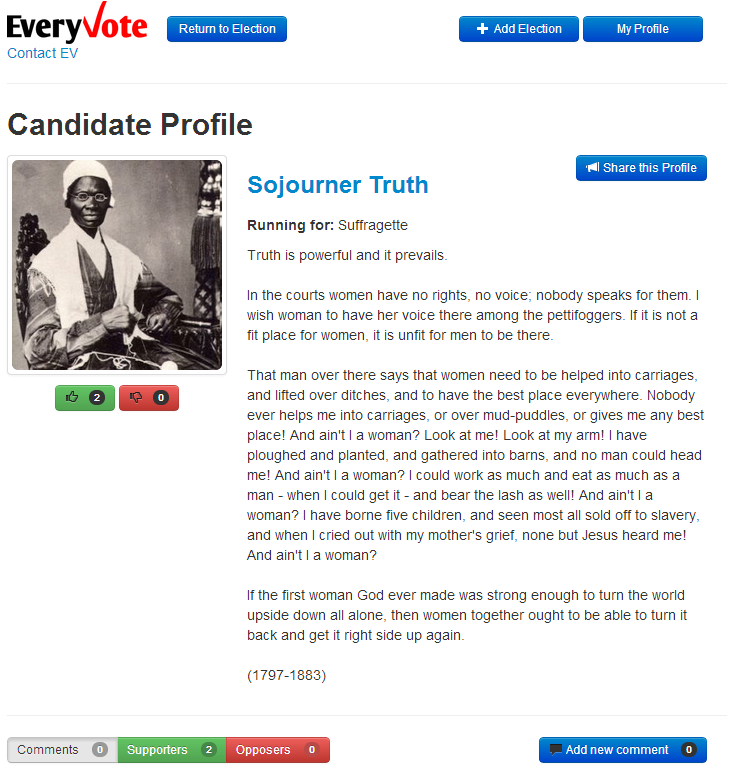 EveryVote
Return to Election
Add Election
My Profile
Contact EV
Candidate Profile
Share this Profile
Sojourner Truth
Running for: Suffragette
Truth is powerful and it prevails.
In the courts women have no rights, no voice; nobody speaks for them. I
wish woman to have her voice there among the pettifoggers. If it is not a
fit place for women, it is unfit for men to be there.
That man over there says that women need to be helped into carriages,
and lifted over ditches, and to have the best place everywhere. Nobody
ever helps me into carriages, or over mud-puddles, or gives me any best
place! And ain't I a woman? Look at me! Look at my arm! I have
ploughed and planted, and gathered into barns, and no man could head
me! And ain't I a woman? I could work as much and eat as much as a
man - when I could get it - and bear the lash as well! And ain't I a
woman? I have borne five children, and seen most all sold off to slavery,
and when I cried out with my mother's grief, none but Jesus heard me!
And ain't I a woman?
If the first woman God ever made was strong enough to turn the world
upside down all alone, then women together ought to be able to turn it
back and get it right side up again.
(1797-1883)
2
0
Comments 0
Supporters 2
Opposers 0
Add new comment 0